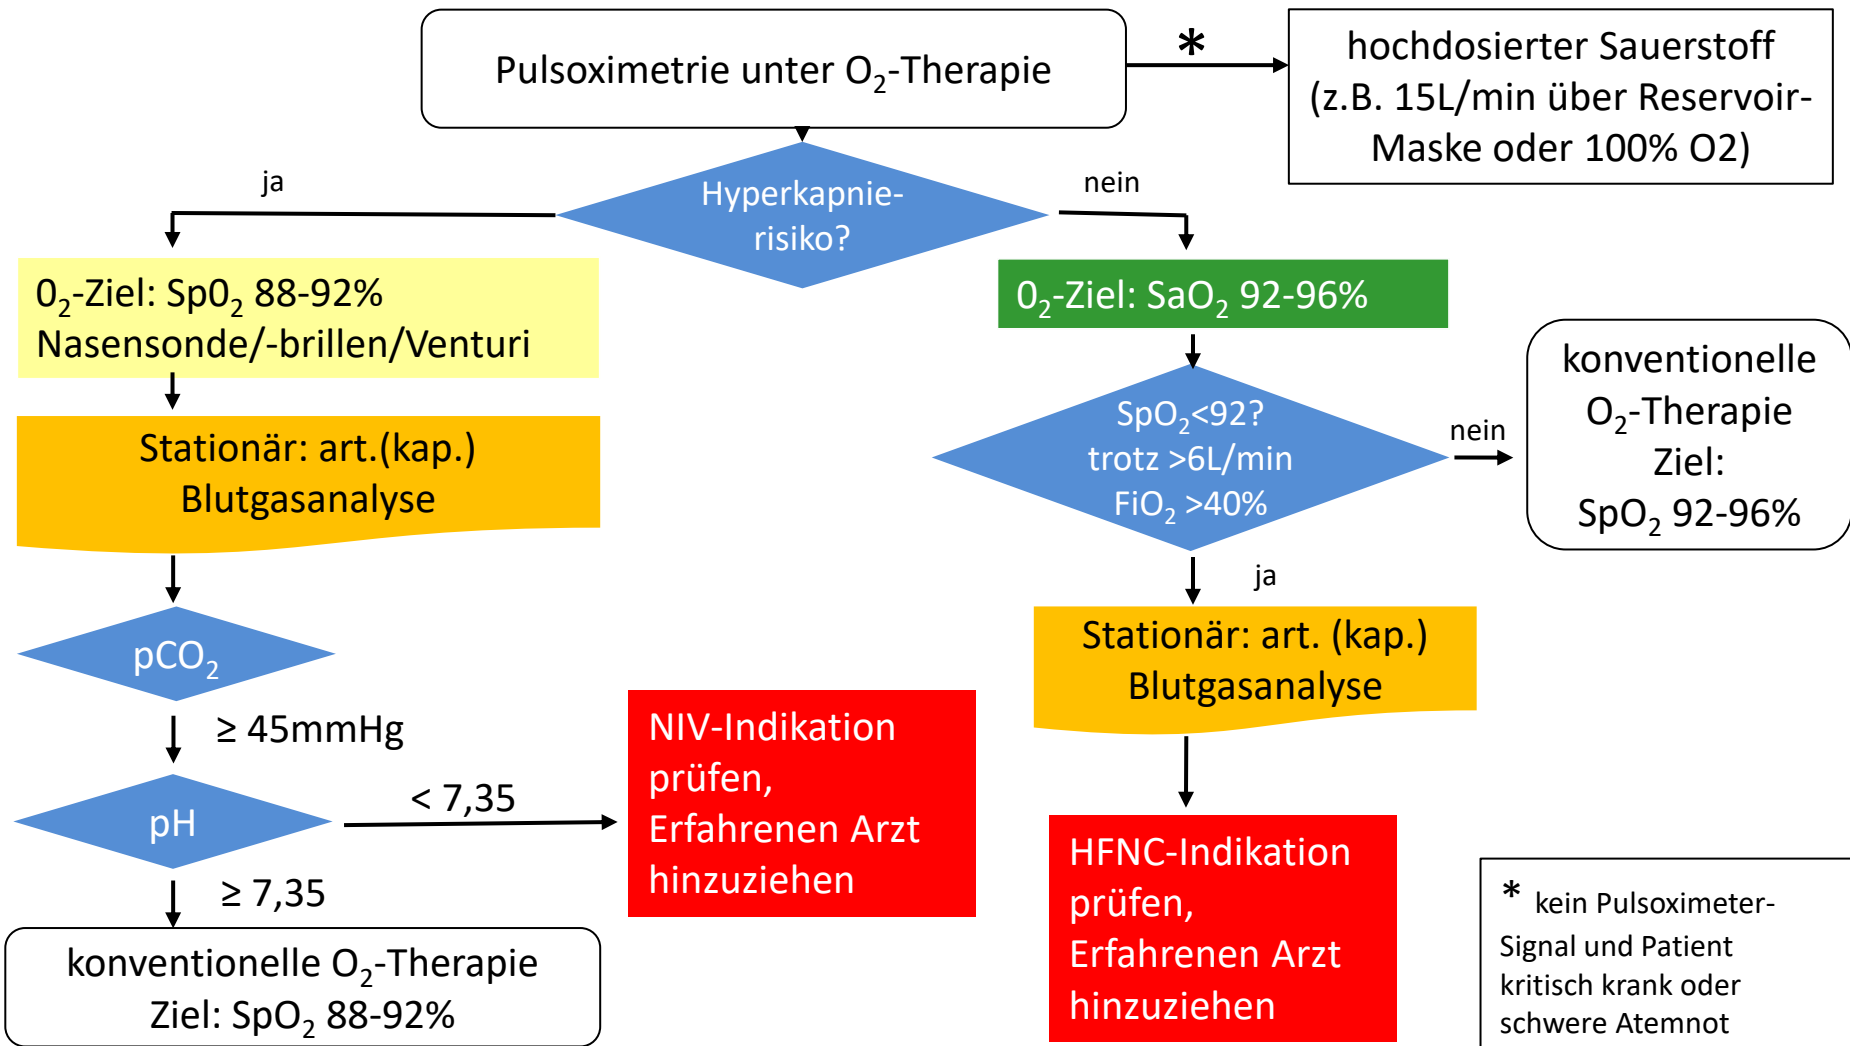 Pulsoximetrie unter O₂-Therapie
*
hochdosierter Sauerstoff
(z.B. 15L/min über Reservoir-
Maske oder 100% O2)
Hyperkapnie-
risiko?
ja
nein
0₂-Ziel: Sp0₂ 88-92%
Nasensonde/-brillen/Venturi
0₂-Ziel: SaO₂ 92-96%
Stationär: art.(kap.)
Blutgasanalyse
SpO₂<92?
trotz >6L/min
FiO₂ >40%
nein
konventionelle
O₂-Therapie
Ziel:
SpO₂ 92-96%
ja
pCO₂
Stationär: art. (kap.)
Blutgasanalyse
≥ 45mmHg
pH
< 7,35
NIV-Indikation
prüfen,
Erfahrenen Arzt
hinzuziehen
≥ 7,35
konventionelle O₂-Therapie
Ziel: SpO₂ 88-92%
HFNC-Indikation
prüfen,
Erfahrenen Arzt
hinzuziehen
* kein Pulsoximeter-
Signal und Patient
kritisch krank oder
schwere Atemnot